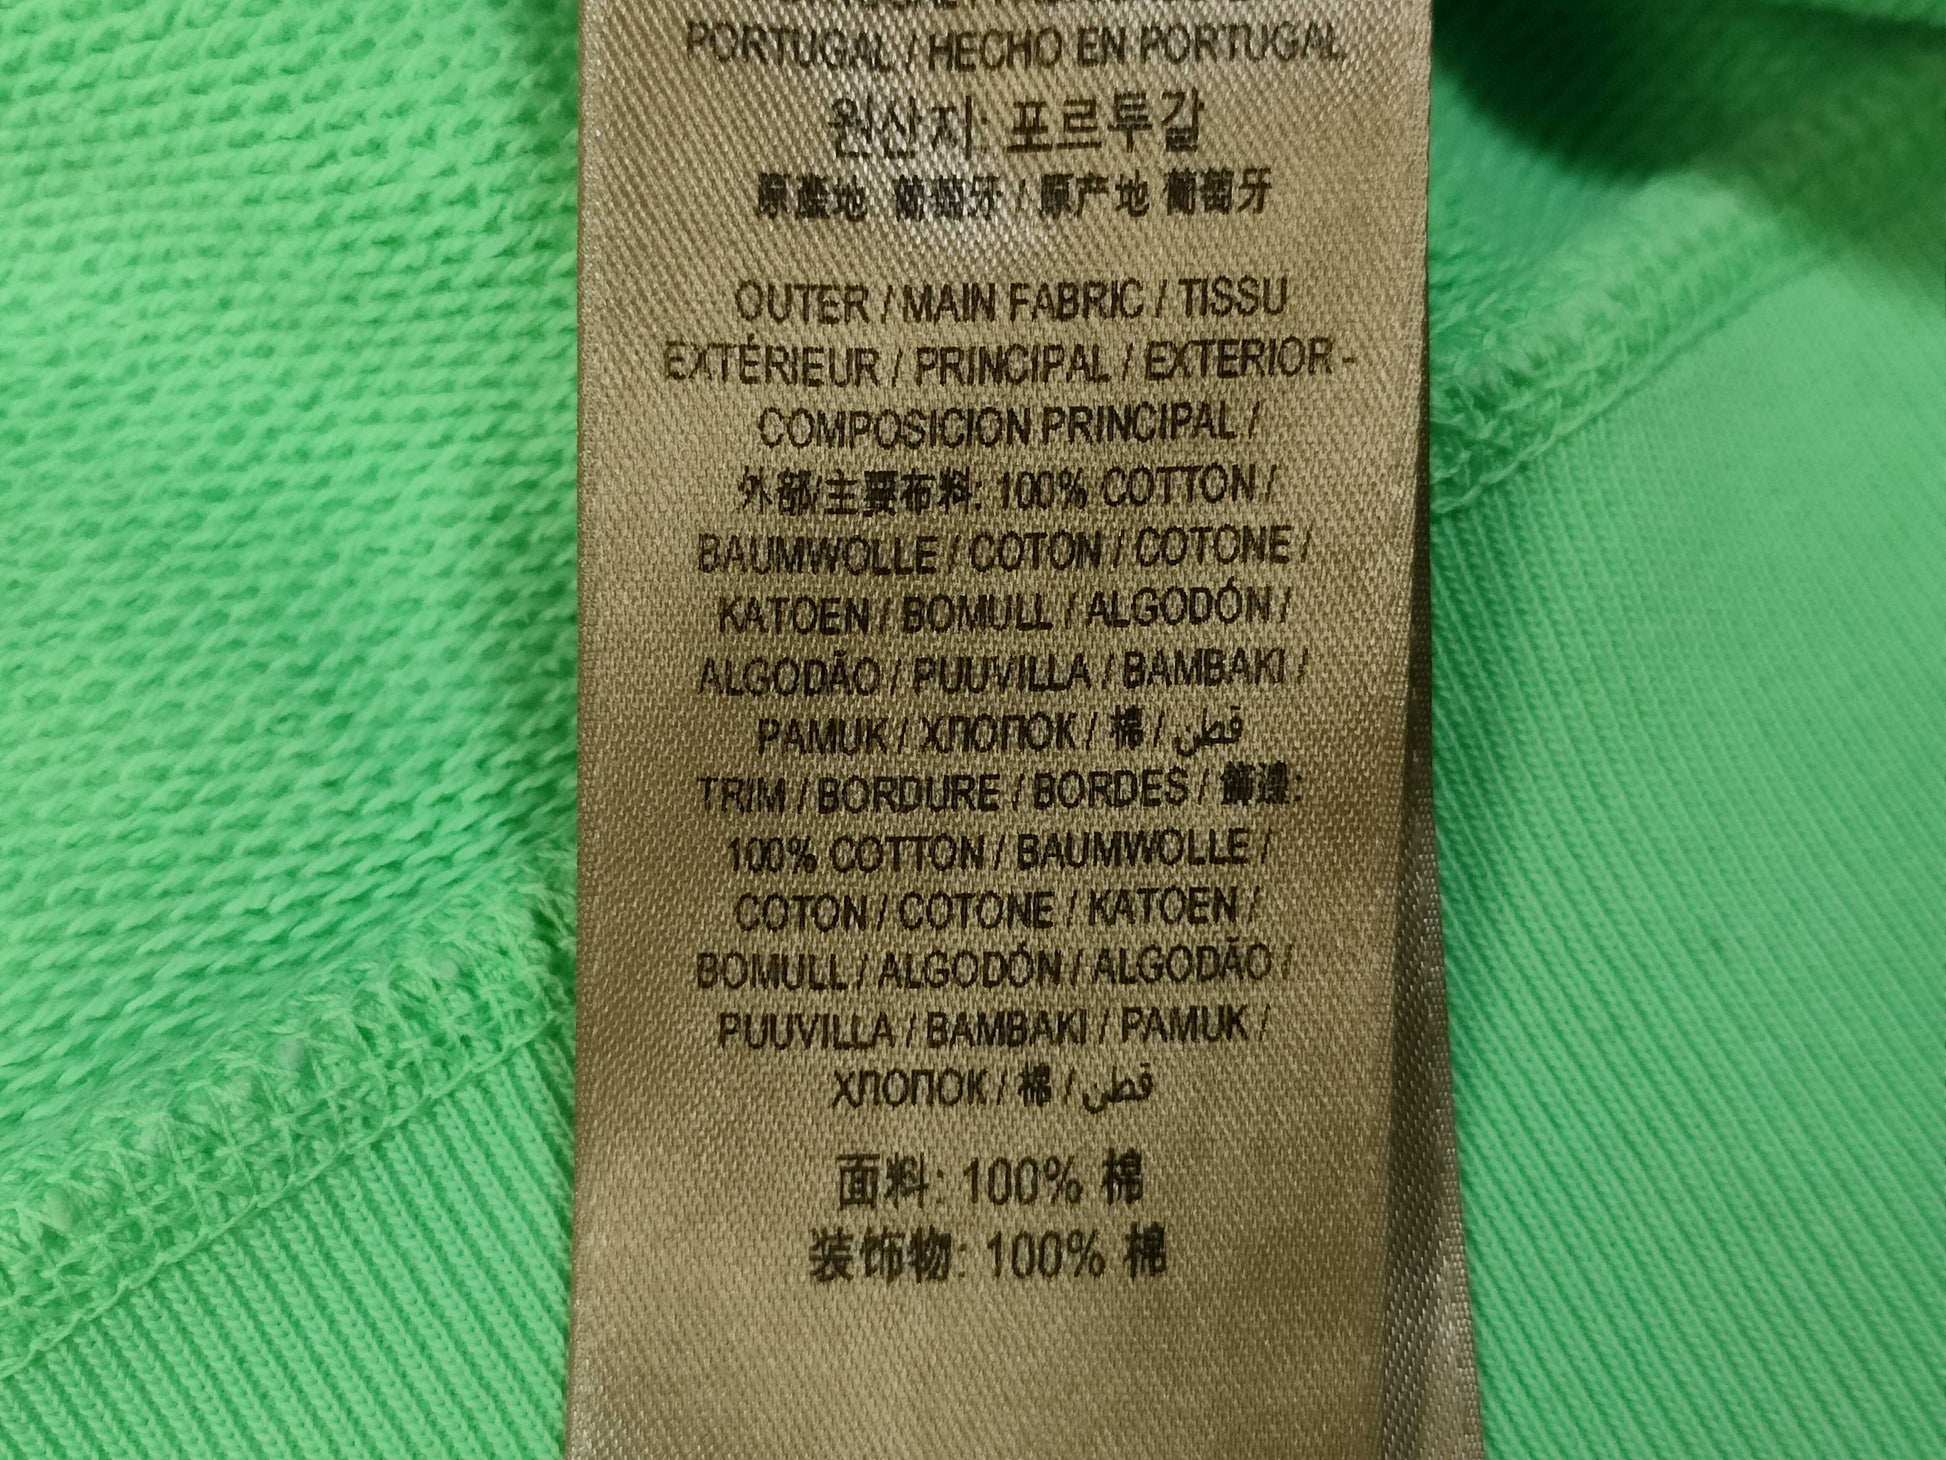 PORTUGAL / HECHO EN PORTUGAL
원산지: 포르투갈
原產地 葡萄牙 / 原产地 葡萄牙
OUTER / MAIN FABRIC / TISSU
EXTÉRIEUR / PRINCIPAL / EXTERIOR -
COMPOSICION PRINCIPAL /
外部/主要布料: 100% COTTON /
BAUMWOLLE / COTON / COTONE /
KATOEN / BOMULL / ALGODÓN /
ALGODÃO / PUUVILLA / BAMBAKI /
PAMUK / ХЛОПОК / 棉 / قطن
TRIM / BORDURE / BORDES / 飾邊:
100% COTTON / BAUMWOLLE /
COTON / COTONE / KATOEN /
BOMULL / ALGODÓN / ALGODÃO /
PUUVILLA / BAMBAKI / PAMUK /
ХЛОПОК / 棉 / قطن
面料: 100% 棉
装饰物: 100% 棉